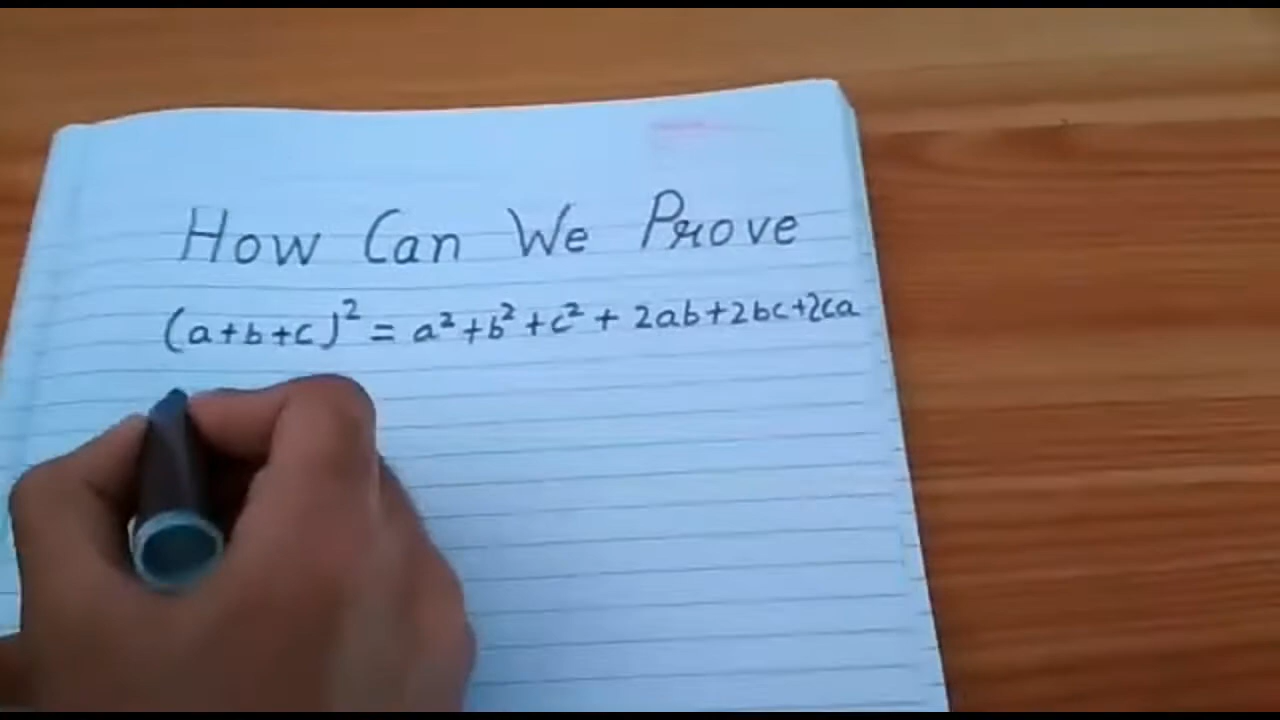 How Can We Prove
(a+b+c)² = a²+b²+c² + 2ab+2bc+2ca